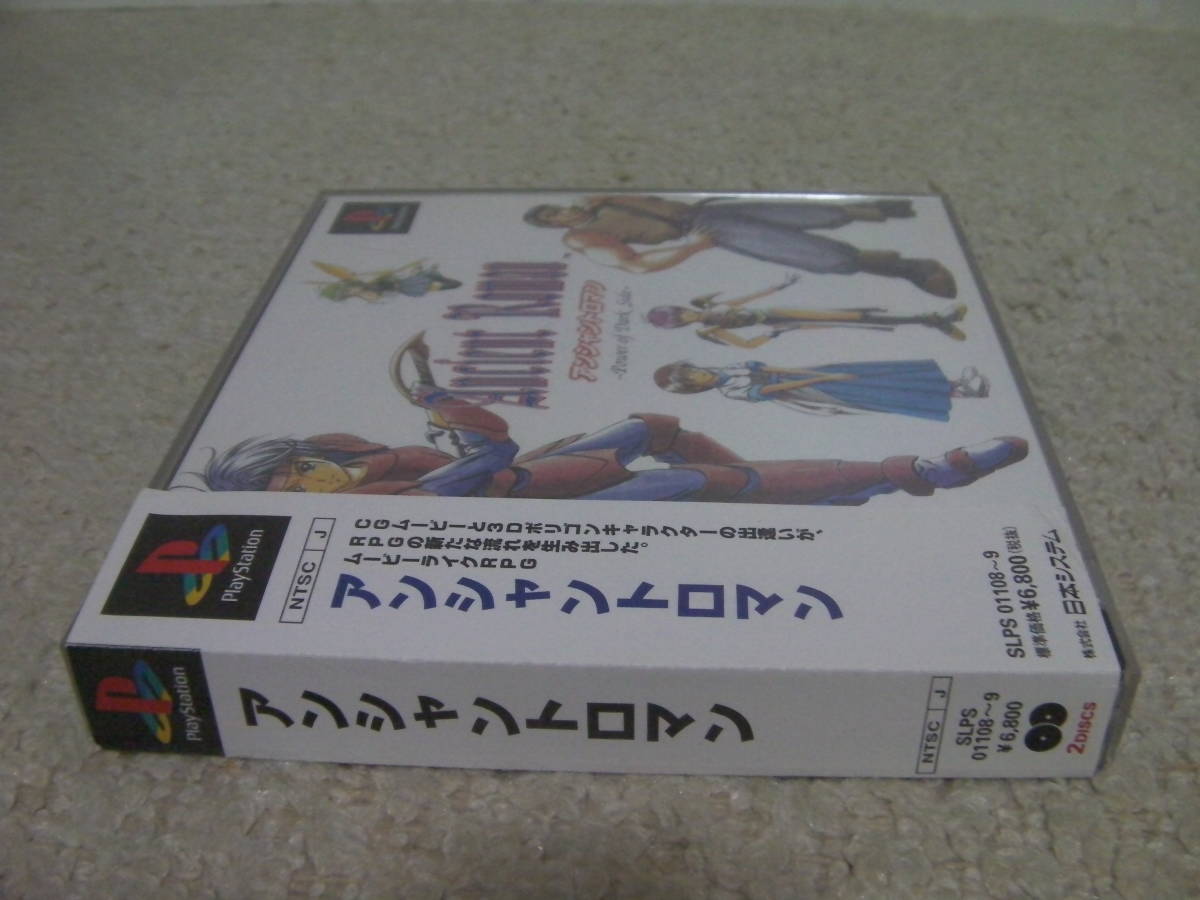 PlayStation
Ancient Roman™
アンシャントロマン
~Power of Dark Side~
PlayStation
NTSC J
CGムービーと3Dポリゴンキャラクターの出逢いが、
RPGの新たな流れを生み出した。
ムービーライクRPG
アンシャントロマン
SLPS 01108~9
標準価格¥6,800(税抜)
株式会社 日本システム
PlayStation
アンシャントロマン
NTSC J
SLPS
01108~9
¥6,800
2DISCS